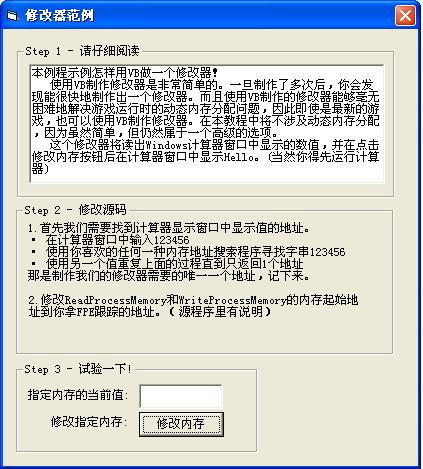 修改器范例
Step 1 - 请仔细阅读
本例程示例怎样用VB做一个修改器!
使用VB制作修改器是非常简单的。一旦制作了多次后，你会发
现能很快地制作出一个修改器。而且使用VB制作的修改器能够毫无
困难地解决游戏运行时的动态内存分配问题，因此即使是最新的游
戏，也可以使用VB制作修改器。在本教程中将不涉及动态内存分配
，因为虽然简单，但仍然属于一个高级的选项。
这个修改器将读出Windows计算器窗口中显示的数值，并在点击
修改内存按钮后在计算器窗口中显示Hello。(当然你得先运行计算
器)
Step 2 - 修改源码
1.首先我们需要找到计算器显示窗口中显示值的地址。
• 在计算器窗口中输入123456
• 使用你喜欢的任何一种内存地址搜索程序寻找字串123456
• 使用另一个值重复上面的过程直到只返回1个地址
那是制作我们的修改器需要的唯一一个地址，记下来。
2.修改ReadProcessMemory和WriteProcessMemory的内存起始地
址到你拿FPE跟踪的地址。(源程序里有说明)
Step 3 - 试验一下!
指定内存的当前值:
修改指定内存:
修改内存